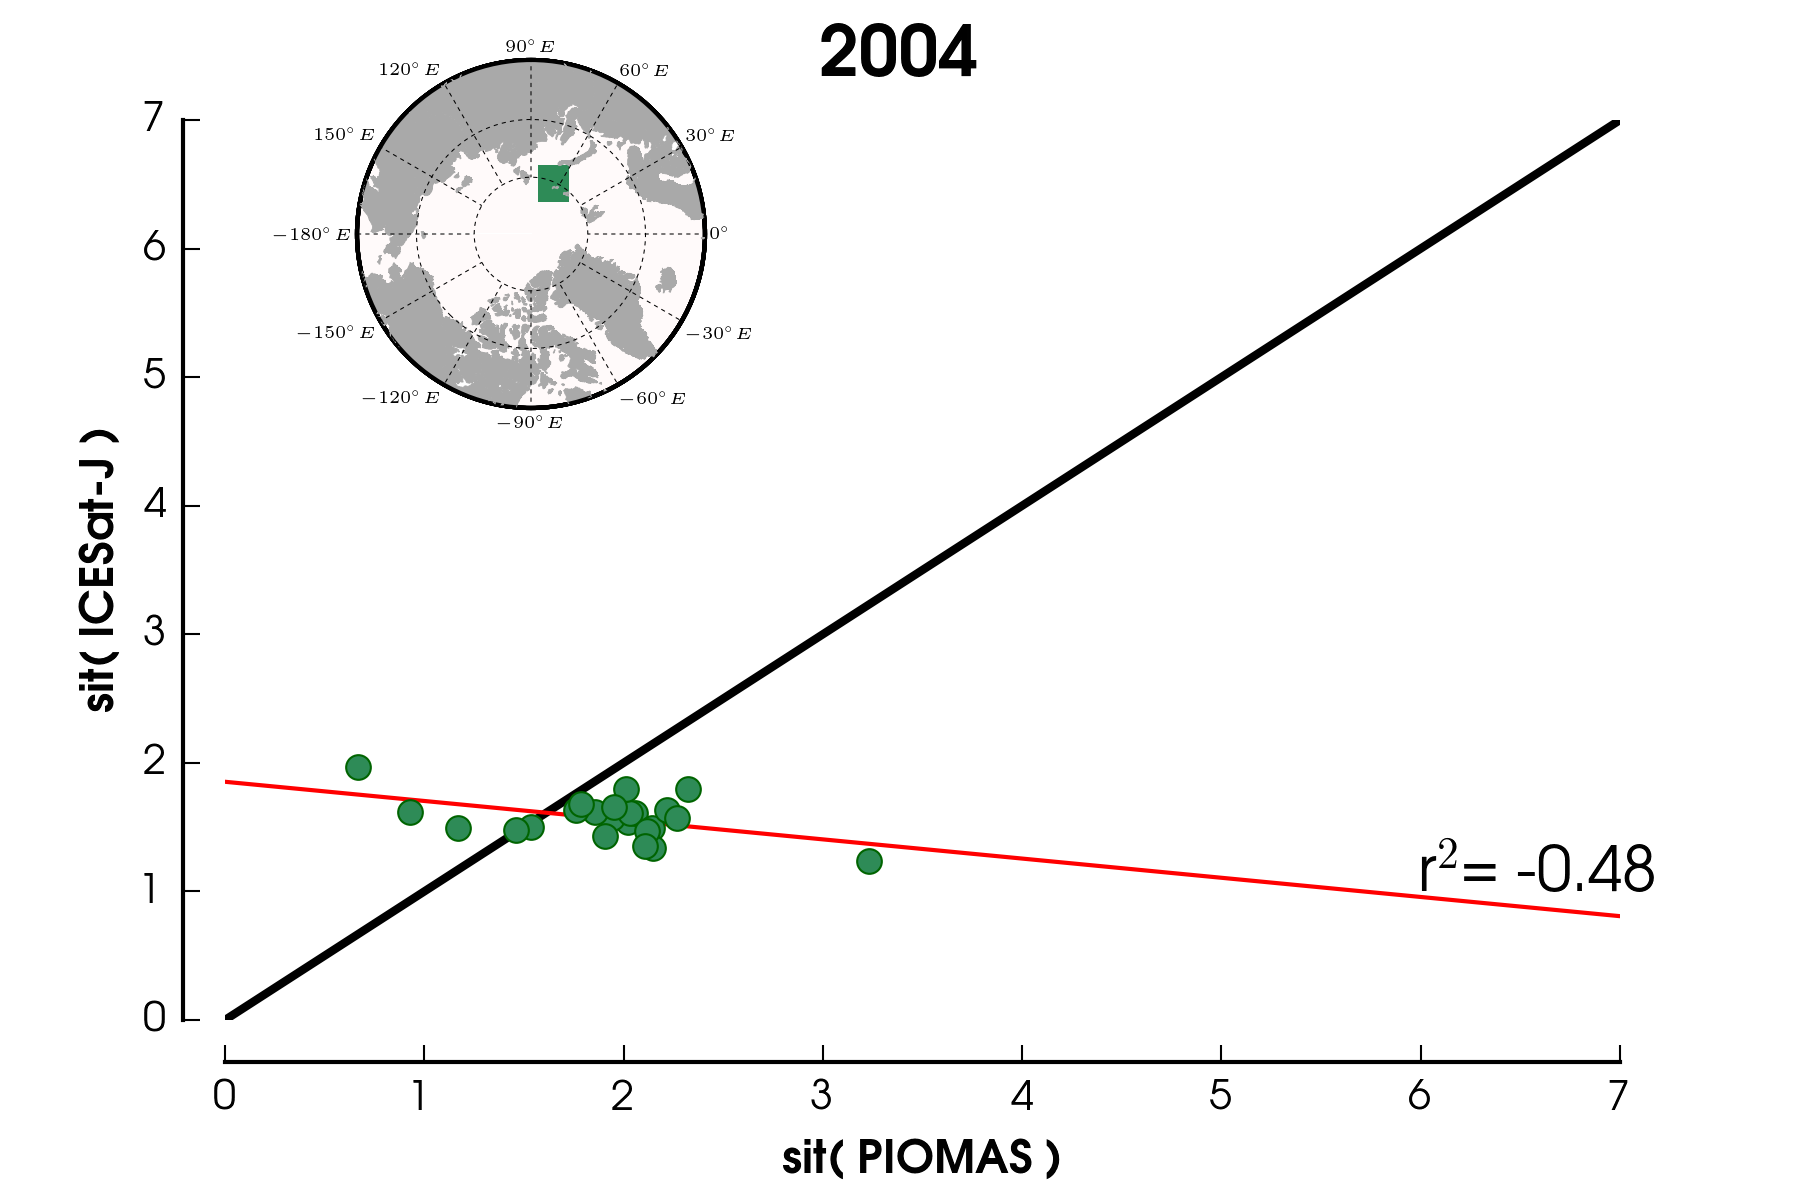 2004
90° E
120° E
60° E
150° E
30° E
−180° E
0°
−150° E
−30° E
−120° E
−60° E
−90° E
7
6
5
4
3
2
1
0
sit( ICESat-J )
r²= -0.48
0 1 2 3 4 5 6 7
sit( PIOMAS )